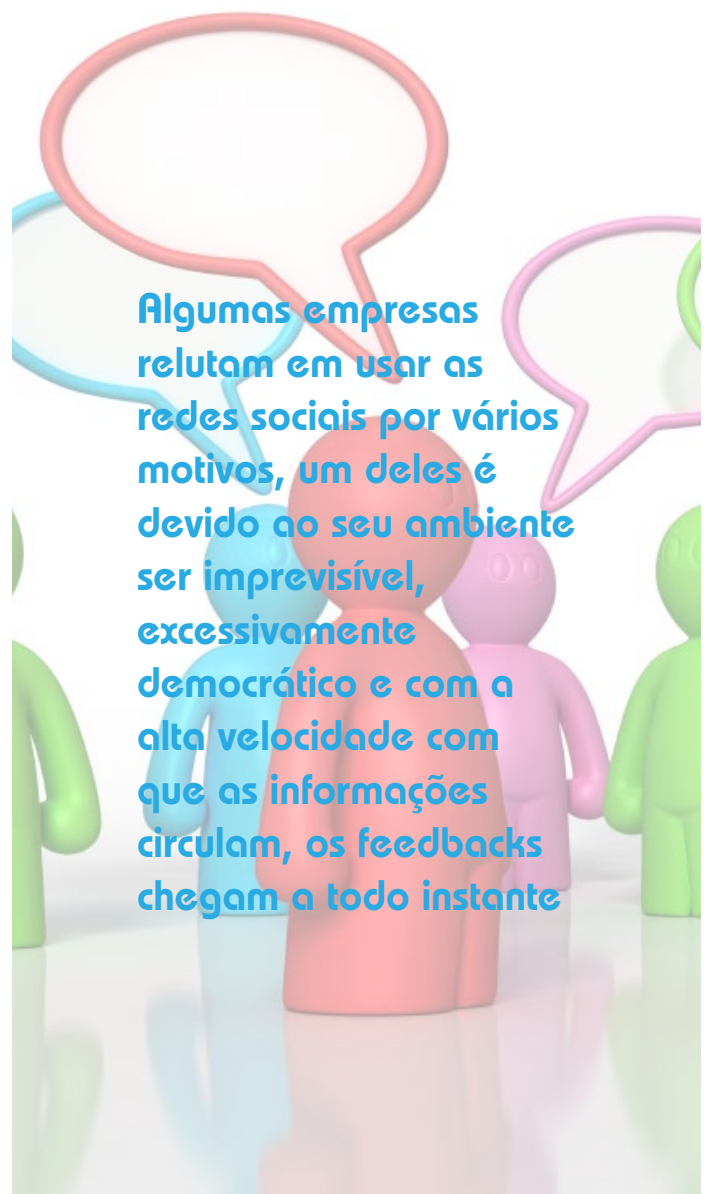 Algumas empresas
relutam em usar as
redes sociais por vários
motivos, um deles é
devido ao seu ambiente
ser imprevisível,
excessivamente
democrático e com a
alta velocidade com
que as informações
circulam, os feedbacks
chegam a todo instante